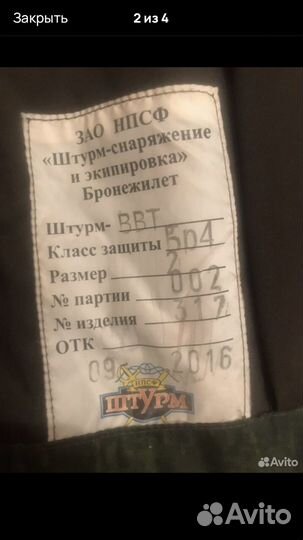 Закрыть
2 из 4
ЗАО НПСФ
«Штурм-снаряжение
и экипировка»
Бронежилет
Штурм- ВВТ
Класс защиты Бр4
Размер 2
№ партии 002
№ изделия 317
ОТК
09 2016
НПСФ
ШТУРМ
Avito
Avito